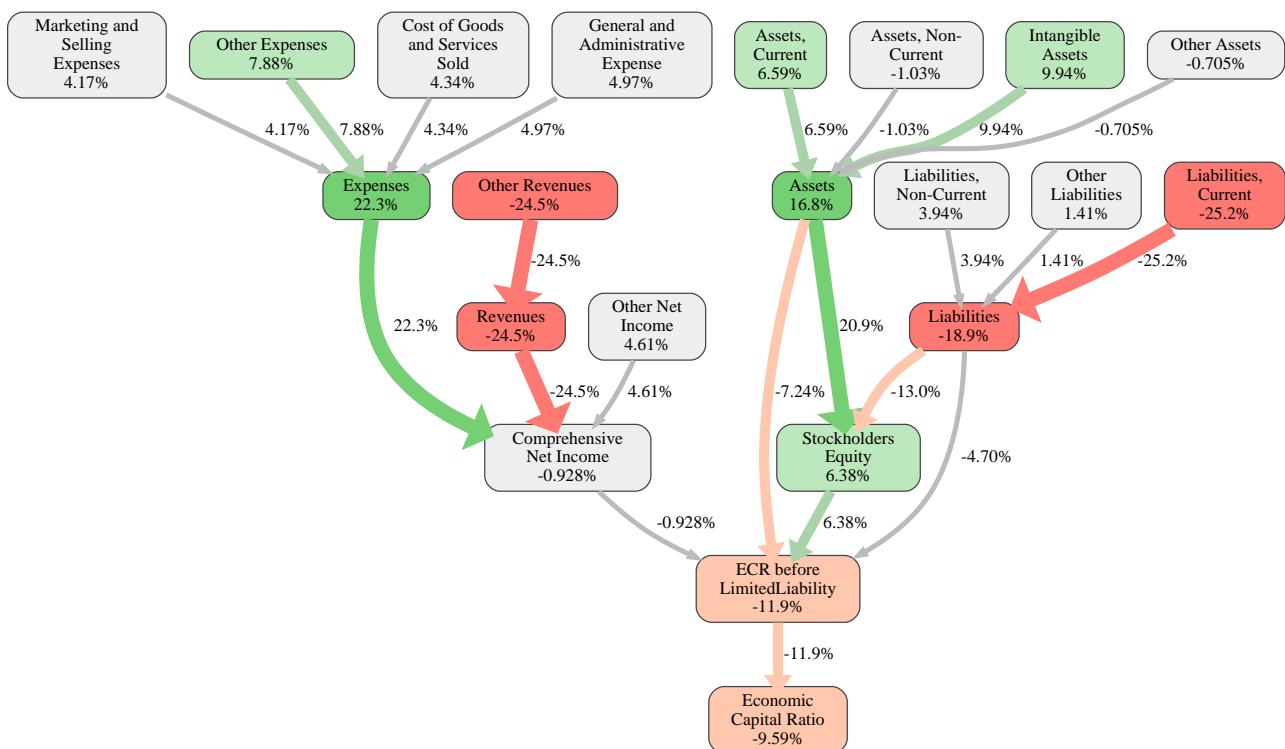 Marketing and
Selling
Expenses
4.17%
Other Expenses
7.88%
Cost of Goods
and Services
Sold
4.34%
General and
Administrative
Expense
4.97%
Assets,
Current
6.59%
Assets, Non-
Current
-1.03%
Intangible
Assets
9.94%
Other Assets
-0.705%
4.17%
7.88%
4.34%
4.97%
6.59%
-1.03%
9.94%
-0.705%
Expenses
22.3%
Other Revenues
-24.5%
Assets
16.8%
Liabilities,
Non-Current
3.94%
Other
Liabilities
1.41%
Liabilities,
Current
-25.2%
-24.5%
3.94%
1.41%
-25.2%
Revenues
-24.5%
Other Net
Income
4.61%
Liabilities
-18.9%
22.3%
20.9%
-24.5%
4.61%
-7.24%
-13.0%
Comprehensive
Net Income
-0.928%
Stockholders
Equity
6.38%
-4.70%
-0.928%
6.38%
ECR before
LimitedLiability
-11.9%
-11.9%
Economic
Capital Ratio
-9.59%